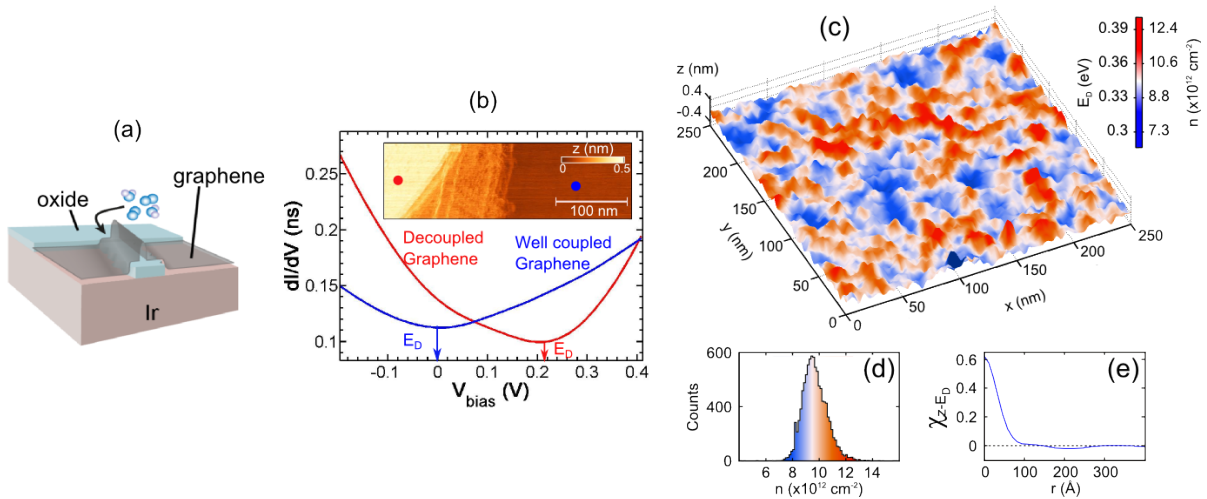 (a)
oxide
graphene
Ir
(b)
dI/dV (ns)
0.25
0.2
0.15
0.1
z (nm)
0
0.5
100 nm
Decoupled
Graphene
Well coupled
Graphene
E_D
E_D
-0.1
0
0.1
0.2
0.3
0.4
V_bias (V)
(c)
z (nm)
0.4
-0.4
250
200
150
100
50
0
y (nm)
0
50
100
150
200
250
x (nm)
E_D (eV)
n (x10¹² cm⁻²)
0.39 12.4
0.36 10.6
0.33 8.8
0.3 7.3
(d)
Counts
600
400
200
0
4 6 8 10 12 14
n (x10¹² cm⁻²)
(e)
χ_Z-E_D
0.6
0.4
0.2
0
0 100 200 300
r (Å)